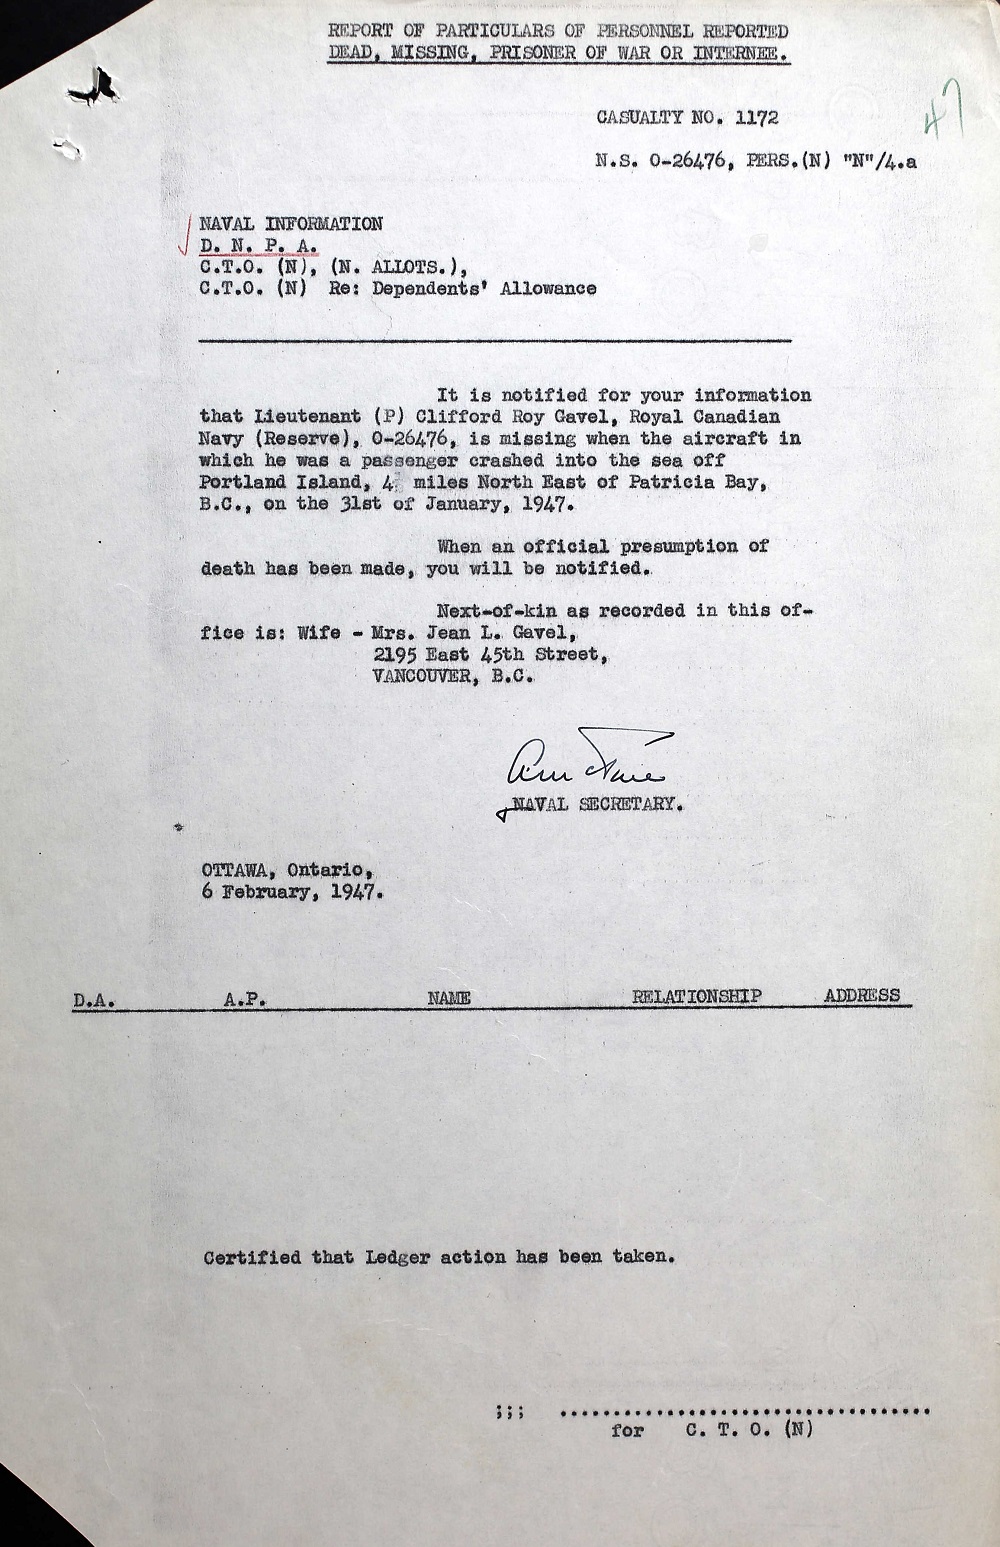 REPORT OF PARTICULARS OF PERSONNEL REPORTED
DEAD, MISSING, PRISONER OF WAR OR INTERNEE.
47
CASUALTY NO. 1172
N.S. O-26476, PERS.(N) "N"/4.a
NAVAL INFORMATION
D. N. P. A.
C.T.O. (N), (N. ALLOTS.),
C.T.O. (N) Re: Dependents' Allowance
It is notified for your information
that Lieutenant (P) Clifford Roy Gavel, Royal Canadian
Navy (Reserve), O-26476, is missing when the aircraft in
which he was a passenger crashed into the sea off
Portland Island, 4 miles North East of Patricia Bay,
B.C., on the 31st of January, 1947.
When an official presumption of
death has been made, you will be notified.
Next-of-kin as recorded in this of-
fice is: Wife - Mrs. Jean L. Gavel,
2195 East 45th Street,
VANCOUVER, B.C.
NAVAL SECRETARY.
OTTAWA, Ontario,
6 February, 1947.
D.A. A.P. NAME RELATIONSHIP ADDRESS
Certified that Ledger action has been taken.
;;; ..................................
for C. T. O. (N)